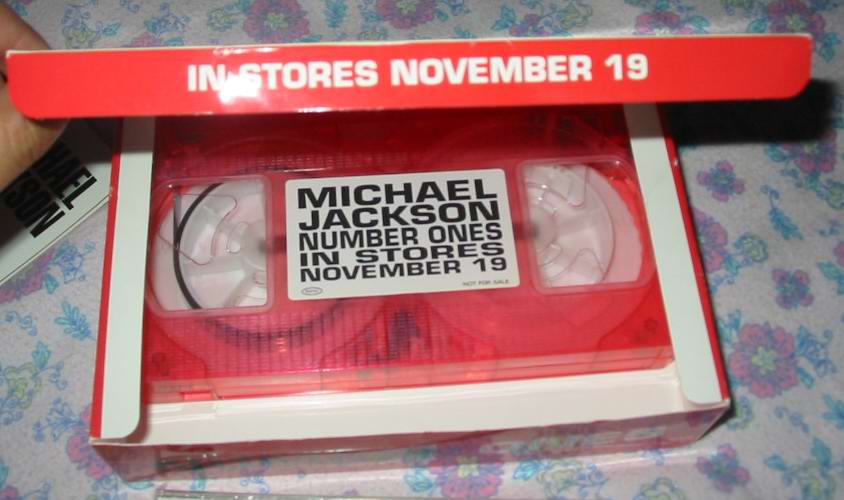 IN STORES NOVEMBER 19
MICHAEL
JACKSON
NUMBER ONES
IN STORES
NOVEMBER 19
NOT FOR SALE